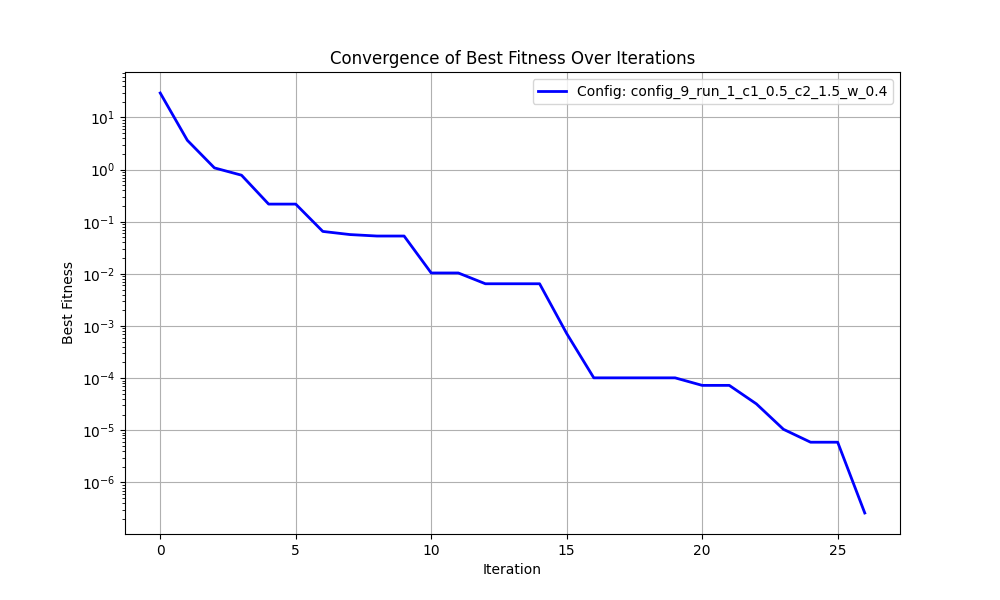 Convergence of Best Fitness Over Iterations
Config: config_9_run_1_c1_0.5_c2_1.5_w_0.4
10¹
10⁰
10⁻¹
10⁻²
10⁻³
10⁻⁴
10⁻⁵
10⁻⁶
Best Fitness
0 5 10 15 20 25
Iteration